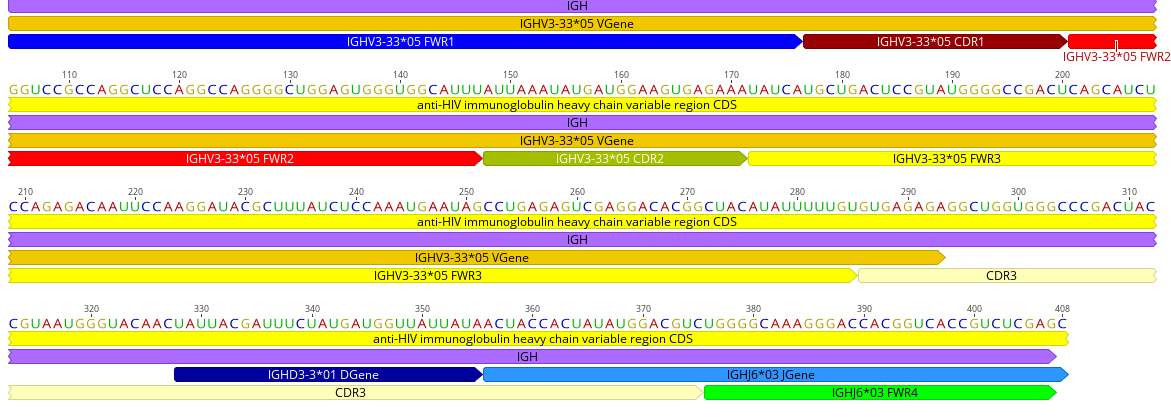 IGH
IGHV3-33*05 VGene
IGHV3-33*05 FWR1 IGHV3-33*05 CDR1
IGHV3-33*05 FWR2
110 120 130 140 150 160 170 180 190 200
GGUCCGCCAGGCUCCAGGCCAGGGGCUGGAGUGGGUGGCAUUUAUUAAAUAUGAUGGAAGUGAGAAAUAUCAUGCUGACUCCGUAUGGGGCCGACUCAGCAUCU
anti-HIV immunoglobulin heavy chain variable region CDS
IGH
IGHV3-33*05 VGene
IGHV3-33*05 FWR2 IGHV3-33*05 CDR2 IGHV3-33*05 FWR3
210 220 230 240 250 260 270 280 290 300 310
CCAGAGACAAUUCCAAGGAUACGCUUUAUCUCCAAAUGAAUAGCCUGAGAGUCGAGGACACGGCUACAUAUUUUUGUGUGAGAGAGGCUGGUGGGCCCGACUAC
anti-HIV immunoglobulin heavy chain variable region CDS
IGH
IGHV3-33*05 VGene
IGHV3-33*05 FWR3 CDR3
320 330 340 350 360 370 380 390 400 408
CGUAAUGGGUACAACUAUUACGAUUUCUAUGAUGGUUAUUAUAACUACCACUAUAUGGACGUCUGGGGCAAAGGGACCACGGUCACCGUCUCGAGC
anti-HIV immunoglobulin heavy chain variable region CDS
IGH
IGHD3-3*01 DGene IGHJ6*03 JGene
CDR3 IGHJ6*03 FWR4